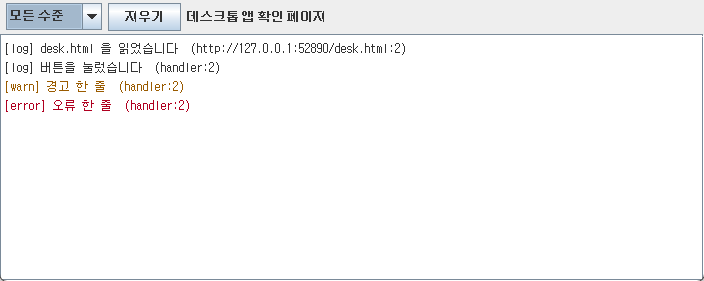 모든 수준 지우기 데스크톱 앱 확인 페이지
[log] desk.html 을 읽었습니다 (http://127.0.0.1:52890/desk.html:2)
[log] 버튼을 눌렀습니다 (handler:2)
[warn] 경고 한 줄 (handler:2)
[error] 오류 한 줄 (handler:2)